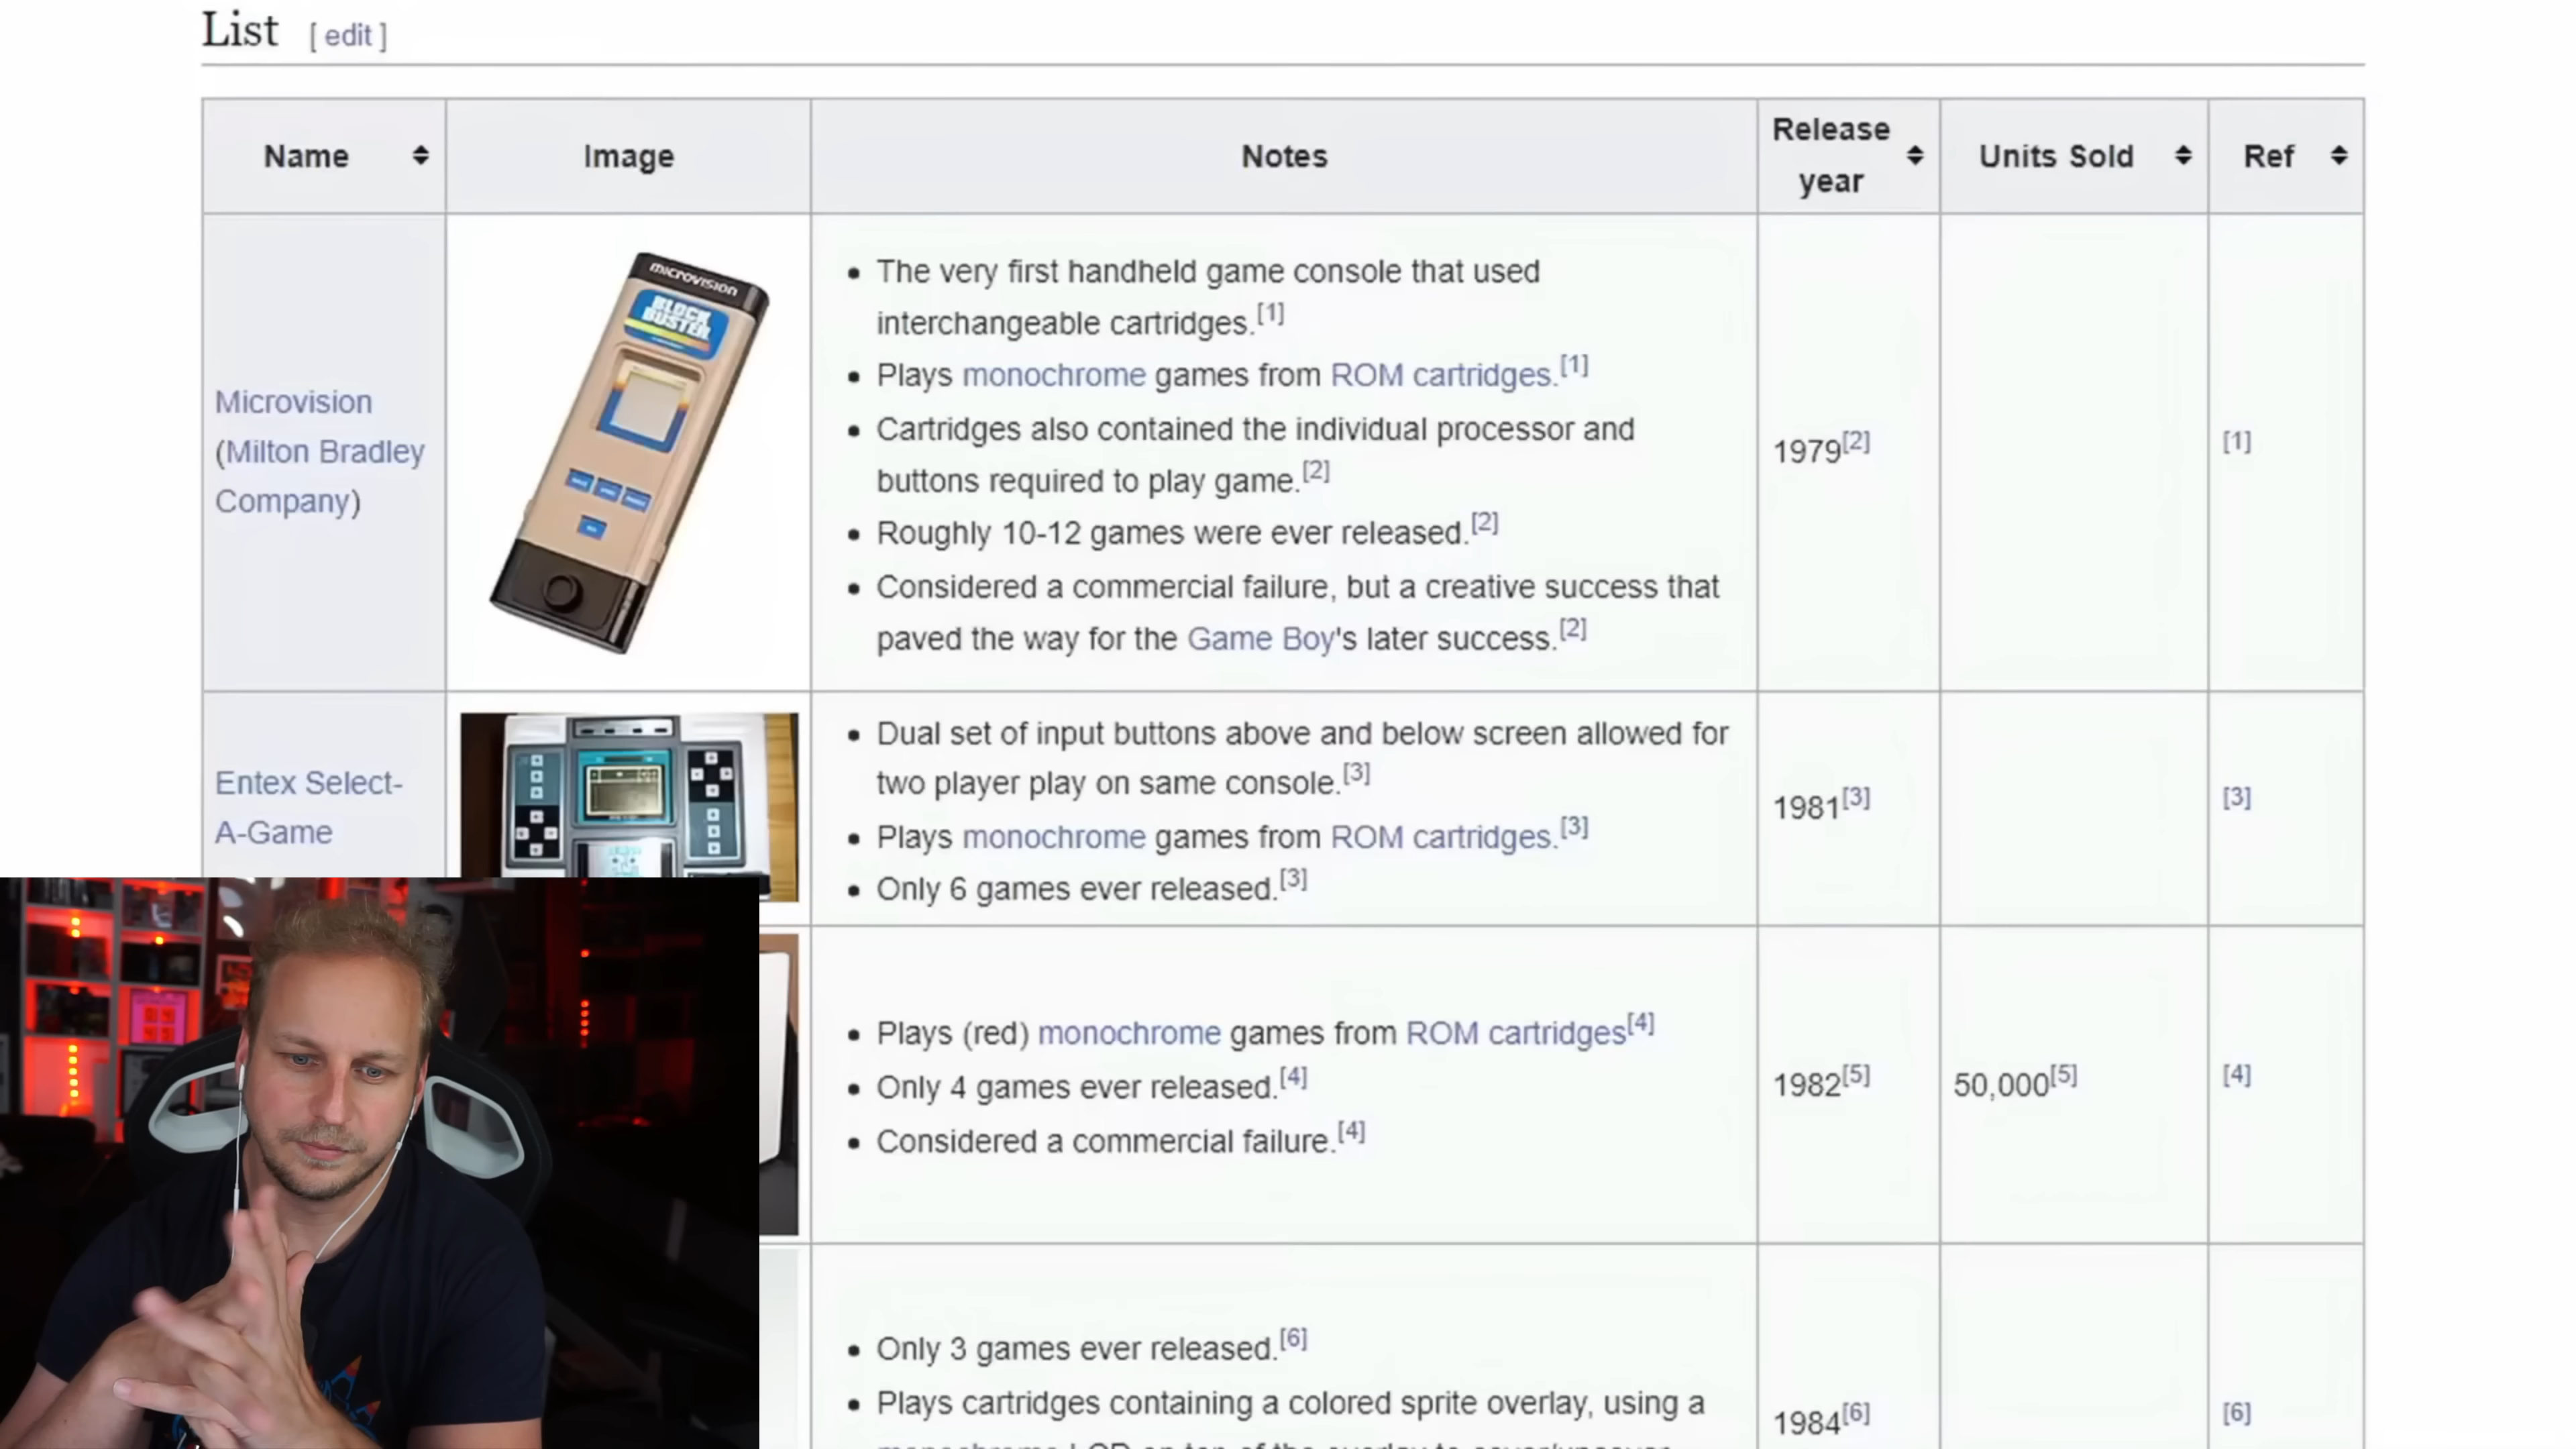 List [ edit ]
Name
Image
Notes
Release
year
Units Sold
Ref
Microvision
(Milton Bradley
Company)
MICROVISION
BLOCK
BUSTER
The very first handheld game console that used
interchangeable cartridges.[1]
Plays monochrome games from ROM cartridges.[1]
Cartridges also contained the individual processor and
buttons required to play game.[2]
Roughly 10-12 games were ever released.[2]
Considered a commercial failure, but a creative success that
paved the way for the Game Boy's later success.[2]
1979[2]
[1]
Entex Select-
A-Game
Dual set of input buttons above and below screen allowed for
two player play on same console.[3]
Plays monochrome games from ROM cartridges.[3]
Only 6 games ever released.[3]
1981[3]
[3]
Plays (red) monochrome games from ROM cartridges[4]
Only 4 games ever released.[4]
Considered a commercial failure.[4]
1982[5]
50,000[5]
[4]
Only 3 games ever released.[6]
Plays cartridges containing a colored sprite overlay, using a
1984[6]
[6]